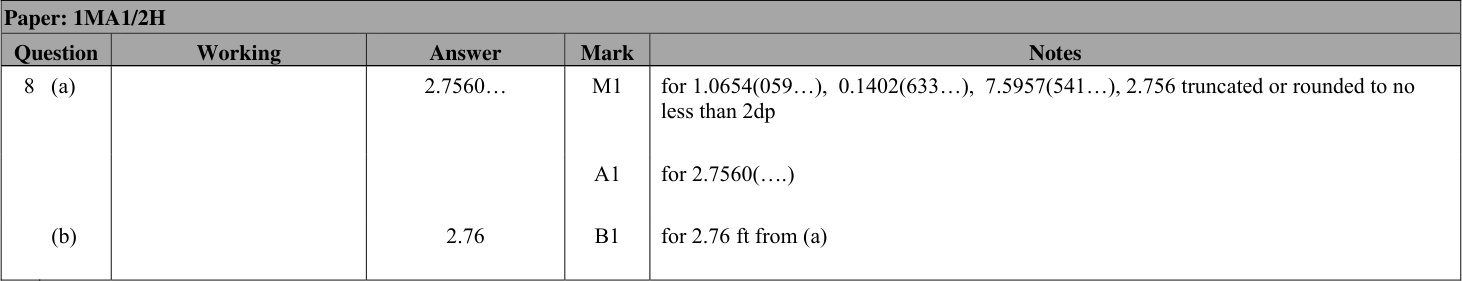 Paper: 1MA1/2H
Question Working Answer Mark Notes
8 (a) 2.7560… M1 for 1.0654(059…), 0.1402(633…), 7.5957(541…), 2.756 truncated or rounded to no
less than 2dp
A1 for 2.7560(….)
(b) 2.76 B1 for 2.76 ft from (a)